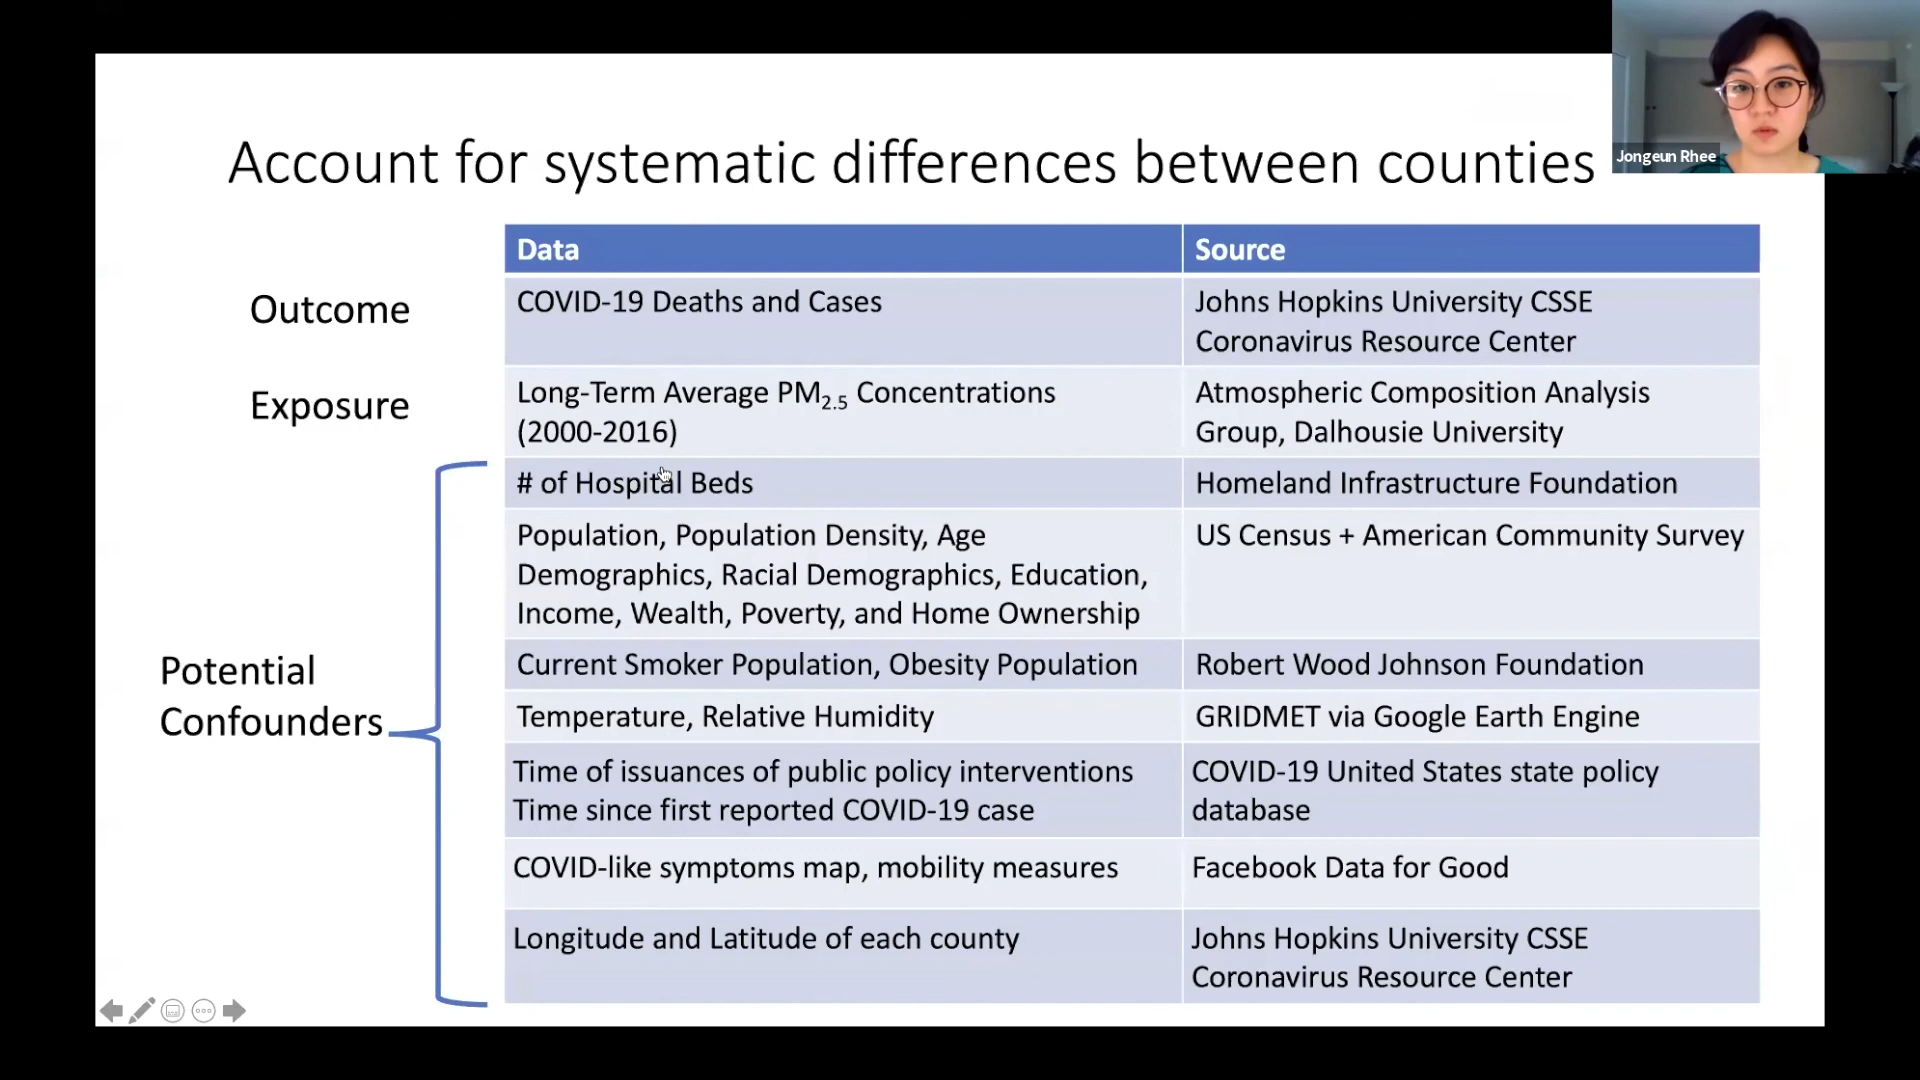 Jongeun Rhee
Account for systematic differences between counties
Data
Source
Outcome
COVID-19 Deaths and Cases
Johns Hopkins University CSSE
Coronavirus Resource Center
Exposure
Long-Term Average PM2.5 Concentrations
(2000-2016)
Atmospheric Composition Analysis
Group, Dalhousie University
Potential
Confounders
# of Hospital Beds
Homeland Infrastructure Foundation
Population, Population Density, Age
Demographics, Racial Demographics, Education,
Income, Wealth, Poverty, and Home Ownership
US Census + American Community Survey
Current Smoker Population, Obesity Population
Robert Wood Johnson Foundation
Temperature, Relative Humidity
GRIDMET via Google Earth Engine
Time of issuances of public policy interventions
Time since first reported COVID-19 case
COVID-19 United States state policy
database
COVID-like symptoms map, mobility measures
Facebook Data for Good
Longitude and Latitude of each county
Johns Hopkins University CSSE
Coronavirus Resource Center